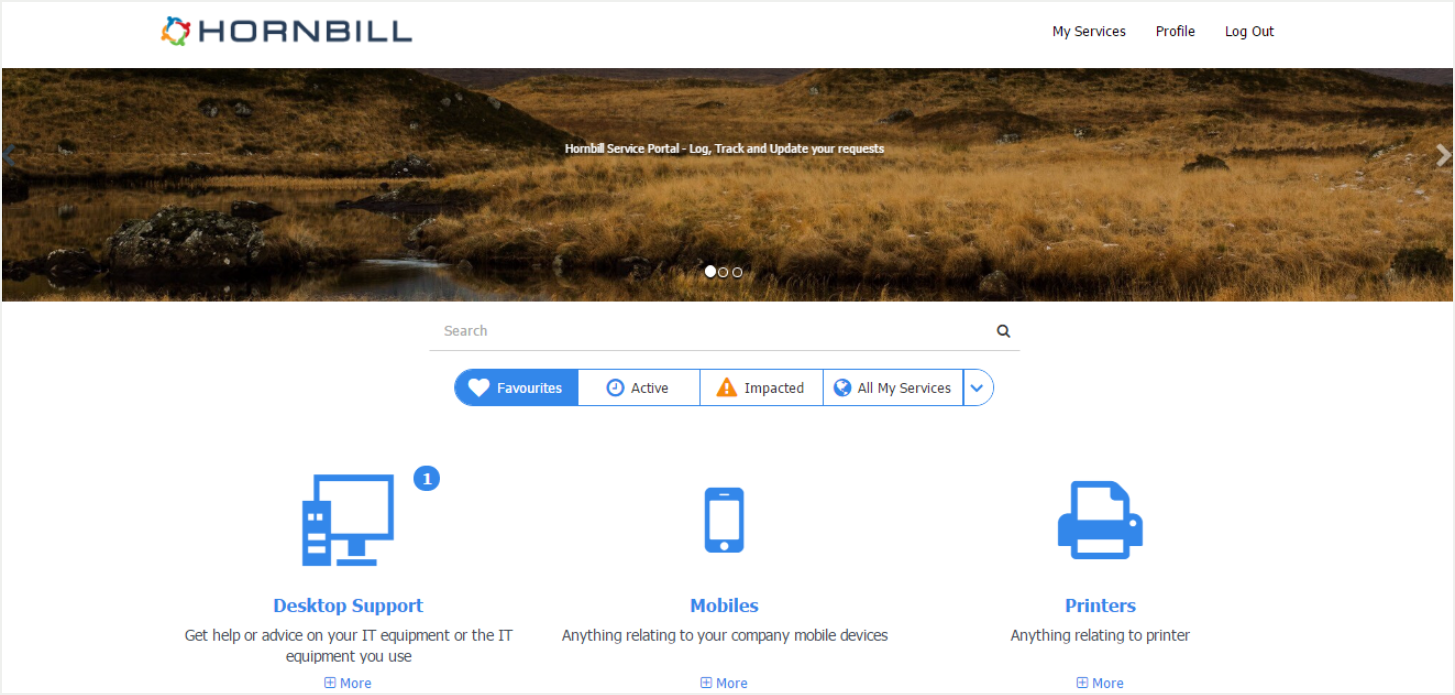 HORNBILL
My Services
Profile
Log Out
Hornbill Service Portal - Log, Track and Update your requests
Search
Favourites
Active
Impacted
All My Services
1
Desktop Support
Get help or advice on your IT equipment or the IT
equipment you use
More
Mobiles
Anything relating to your company mobile devices
More
Printers
Anything relating to printer
More